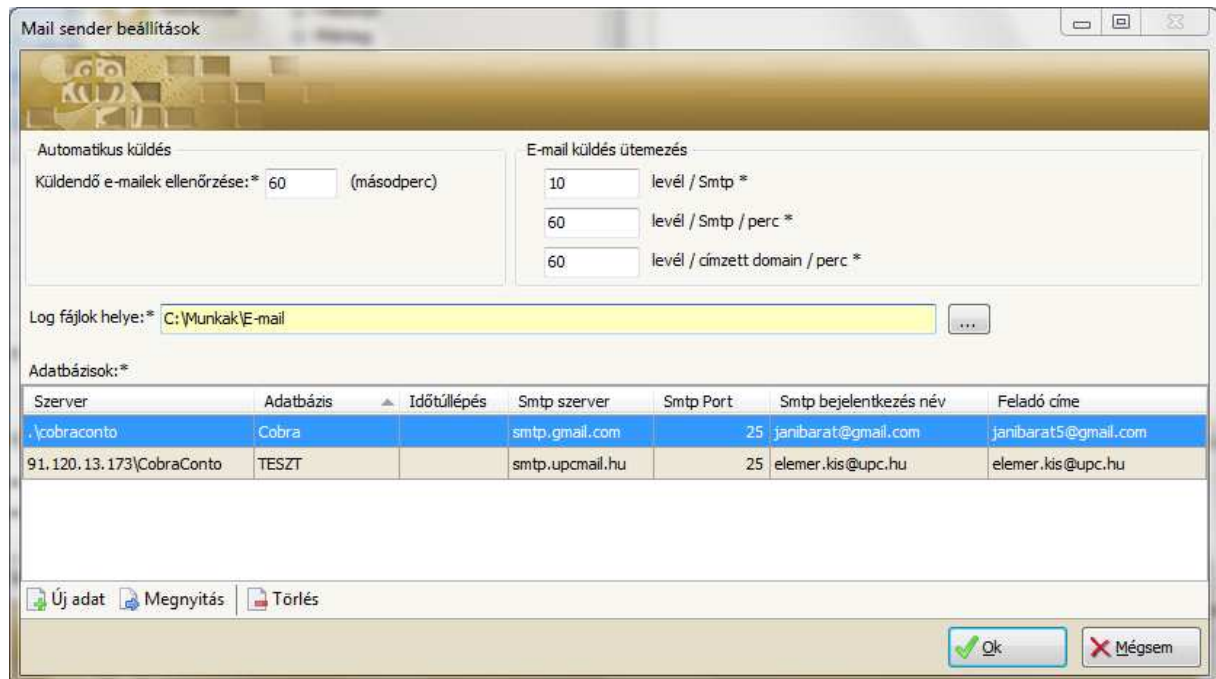 Mail sender beállítások
Automatikus küldés
Küldendő e-mailek ellenőrzése:* 60 (másodperc)
E-mail küldés ütemezés
10 levél / Smtp *
60 levél / Smtp / perc *
60 levél / címzett domain / perc *
Log fájlok helye:* C:\Munkak\E-mail ...
Adatbázisok:*
Szerver Adatbázis Időtúllépés Smtp szerver Smtp Port Smtp bejelentkezés név Feladó címe
.\cobraconto Cobra smtp.gmail.com 25 janibarat@gmail.com janibarat5@gmail.com
91.120.13.173\CobraConto TESZT smtp.upcmail.hu 25 elemer.kis@upc.hu elemer.kis@upc.hu
Új adat Megnyitás Törlés
Ok Mégsem